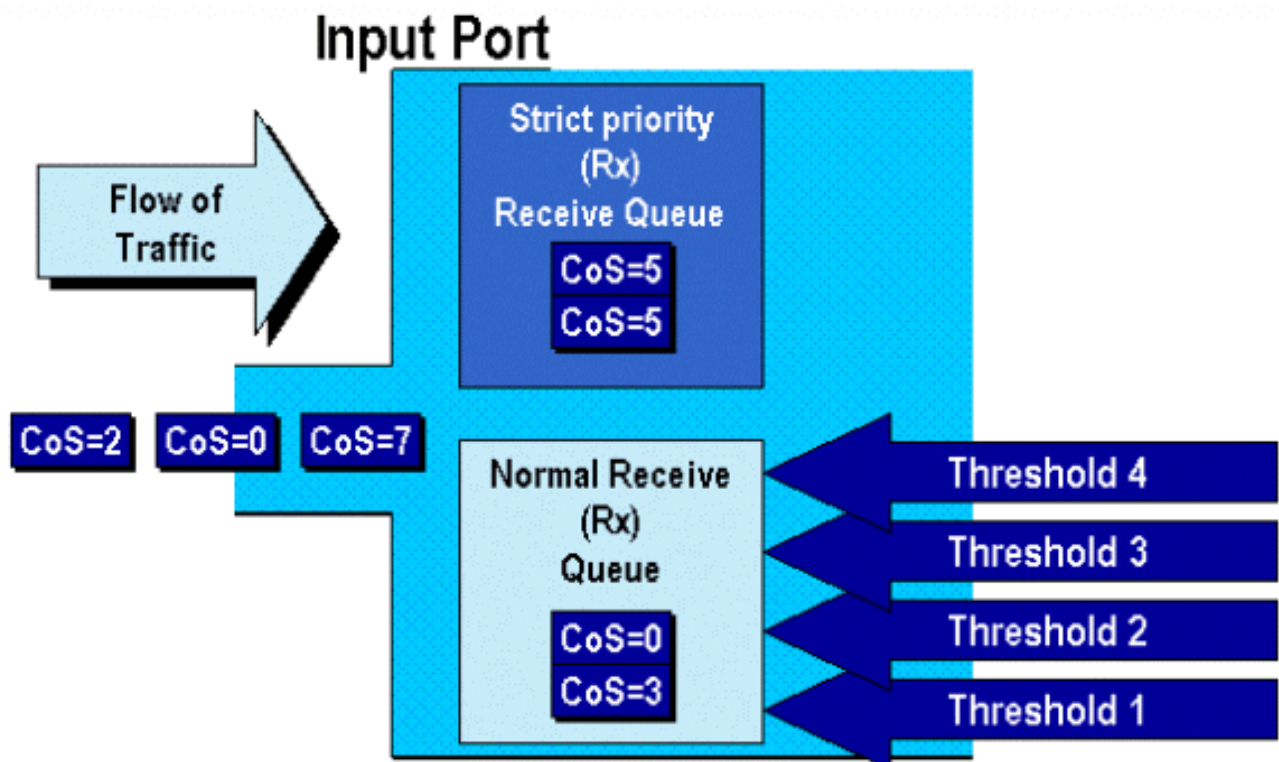 Input Port
Flow of
Traffic
Strict priority
(Rx)
Receive Queue
CoS=5
CoS=5
CoS=2
CoS=0
CoS=7
Normal Receive
(Rx)
Queue
CoS=0
CoS=3
Threshold 4
Threshold 3
Threshold 2
Threshold 1